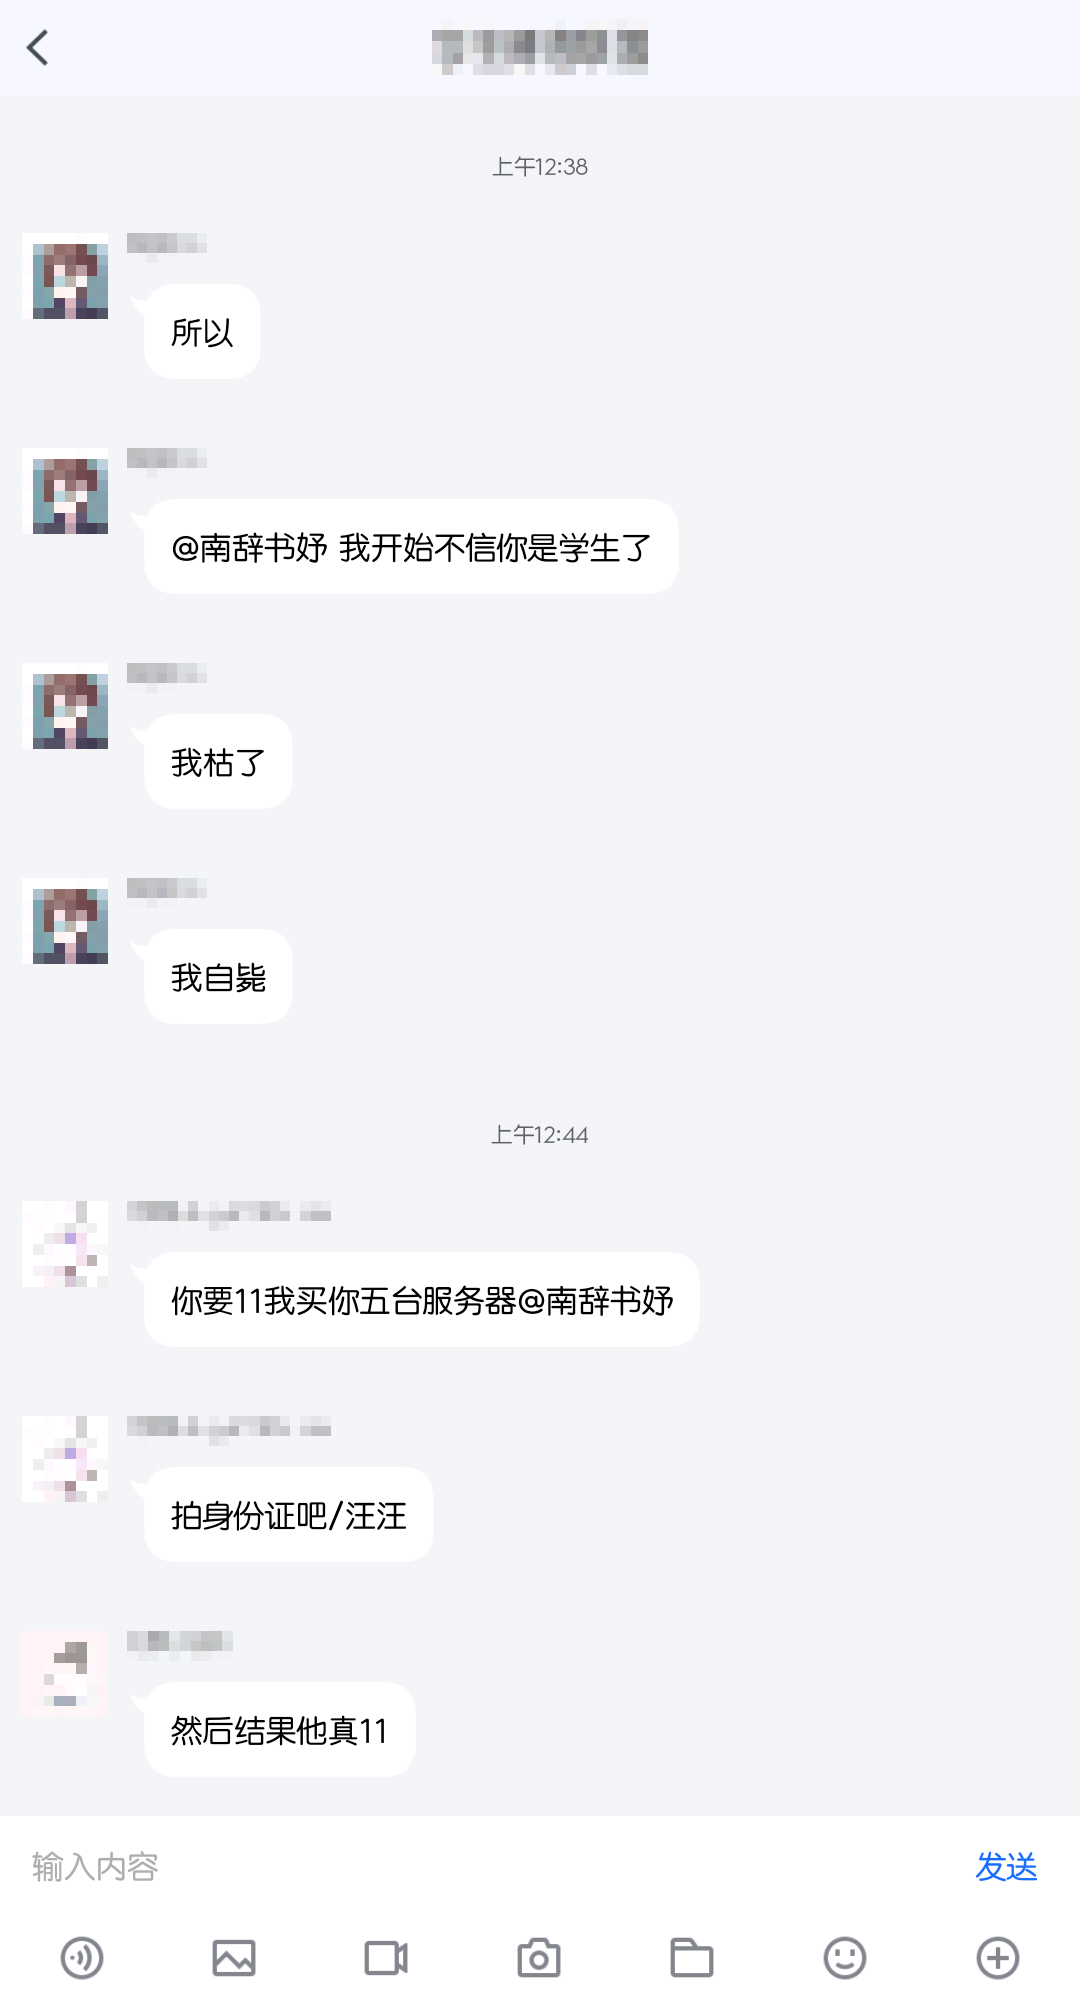 上午12:38
所以
@南辞书妤 我开始不信你是学生了
我枯了
我自毙
上午12:44
你要11我买你五台服务器@南辞书妤
拍身份证吧/汪汪
然后结果他真11
输入内容
发送